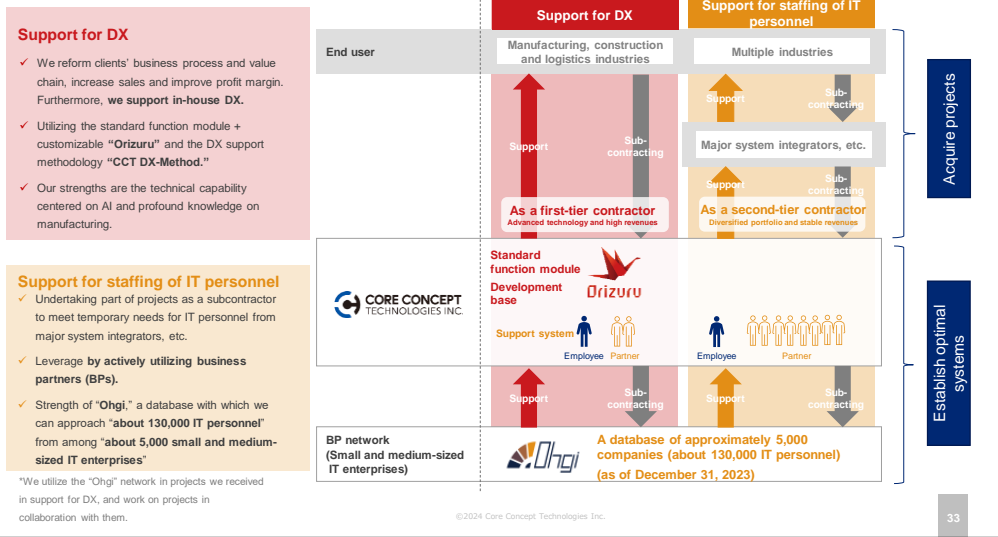 Support for DX
✓ We reform clients' business process and value
chain, increase sales and improve profit margin.
Furthermore, we support in-house DX.
✓ Utilizing the standard function module +
customizable "Orizuru" and the DX support
methodology "CCT DX-Method."
✓ Our strengths are the technical capability
centered on AI and profound knowledge on
manufacturing.
Support for staffing of IT personnel
✓ Undertaking part of projects as a subcontractor
to meet temporary needs for IT personnel from
major system integrators, etc.
✓ Leverage by actively utilizing business
partners (BPs).
✓ Strength of "Ohgi," a database with which we
can approach "about 130,000 IT personnel"
from among "about 5,000 small and medium-
sized IT enterprises"
*We utilize the "Ohgi" network in projects we received
in support for DX, and work on projects in
collaboration with them.
Support for DX
Support for staffing of IT
personnel
End user
Manufacturing, construction
and logistics industries
Multiple industries
Support
Sub-
contracting
Support
Sub-
contracting
Major system integrators, etc.
Support
Sub-
contracting
As a first-tier contractor
Advanced technology and high revenues
As a second-tier contractor
Diversified portfolio and stable revenues
CORE CONCEPT
TECHNOLOGIES INC.
Standard
function module
Development
base
Orizuru
Support system
Employee
Partner
Employee
Partner
Support
Sub-
contracting
Support
Sub-
contracting
BP network
(Small and medium-sized
IT enterprises)
Ohgi
A database of approximately 5,000
companies (about 130,000 IT personnel)
(as of December 31, 2023)
Acquire projects
Establish optimal
systems
©2024 Core Concept Technologies Inc.
33